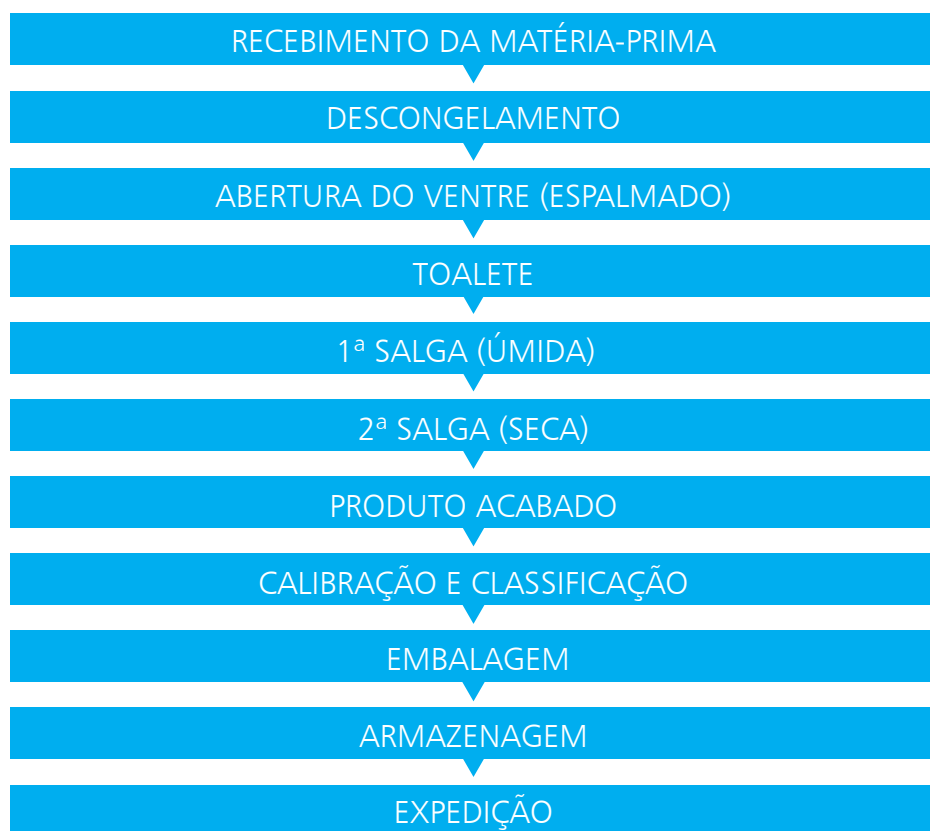 RECEBIMENTO DA MATÉRIA-PRIMA
DESCONGELAMENTO
ABERTURA DO VENTRE (ESPALMADO)
TOALETE
1ª SALGA (ÚMIDA)
2ª SALGA (SECA)
PRODUTO ACABADO
CALIBRAÇÃO E CLASSIFICAÇÃO
EMBALAGEM
ARMAZENAGEM
EXPEDIÇÃO